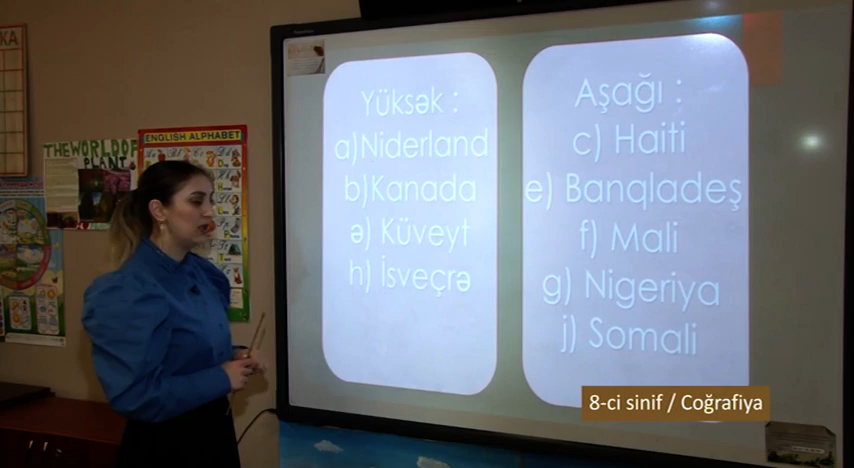 THE WORLD OF
PLANT
ENGLISH ALPHABET
Yüksək :
a)Niderland
b)Kanada
ə) Küveyt
h) İsveçrə
Aşağı :
c) Haiti
e) Banqladeş
f) Mali
g) Nigeriya
j) Somali
8-ci sinif / Coğrafiya